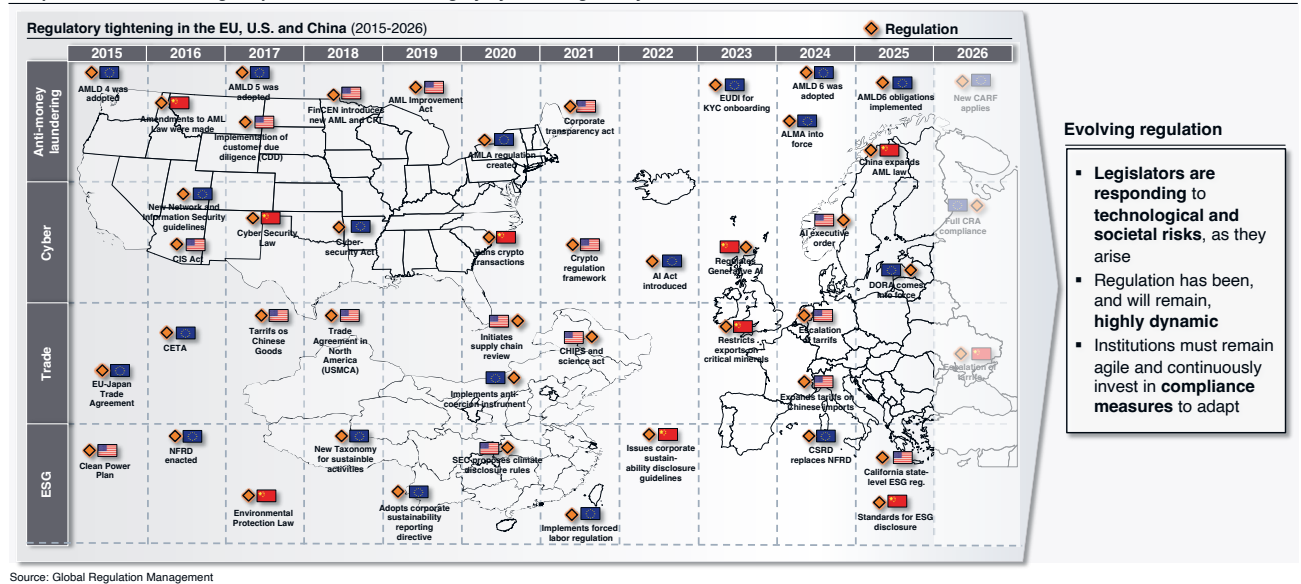 Regulatory tightening in the EU, U.S. and China (2015-2026)
Regulation
2015 2016 2017 2018 2019 2020 2021 2022 2023 2024 2025 2026
Anti-money
laundering
AMLD 4 was
adopted
Amendments to AML
Law were made
AMLD 5 was
adopted
Implementation of
customer due
diligence (CDD)
FinCEN introduces
new AML and CFT
AML Improvement
Act
AMLA regulation
created
Corporate
transparency act
EUDI for
KYC onboarding
AMLD 6 was
adopted
ALMA into
force
AMLD6 obligations
implemented
China expands
AML law
New CARF
applies
Cyber
New Network and
Information Security
guidelines
CIS Act
Cyber Security
Law
Cyber-
security Act
Bans crypto
transactions
Crypto
regulation
framework
AI Act
introduced
Regulates
Generative AI
AI executive
order
DORA comes
into force
Full CRA
compliance
Trade
EU-Japan
Trade
Agreement
CETA
Tarrifs os
Chinese
Goods
Trade
Agreement in
North
America
(USMCA)
Initiates
supply chain
review
Implements anti-
coercion instrument
CHIPS and
science act
Restricts
exports on
critical minerels
Escalation
of tarrifs
Expands tariffs on
Chinese imports
Escalation of
tarrifs
ESG
Clean Power
Plan
NFRD
enacted
Environmental
Protection Law
New Taxonomy
for sustainble
activities
Adopts corporate
sustainability
reporting
directive
SEC proposes climate
disclosure rules
Implements forced
labor regulation
Issues corporate
sustain-
ability disclosure
guidelines
CSRD
replaces NFRD
California state-
level ESG reg.
Standards for ESG
disclosure
Evolving regulation
▪ Legislators are
responding to
technological and
societal risks, as they
arise
▪ Regulation has been,
and will remain,
highly dynamic
▪ Institutions must remain
agile and continuously
invest in compliance
measures to adapt
Source: Global Regulation Management